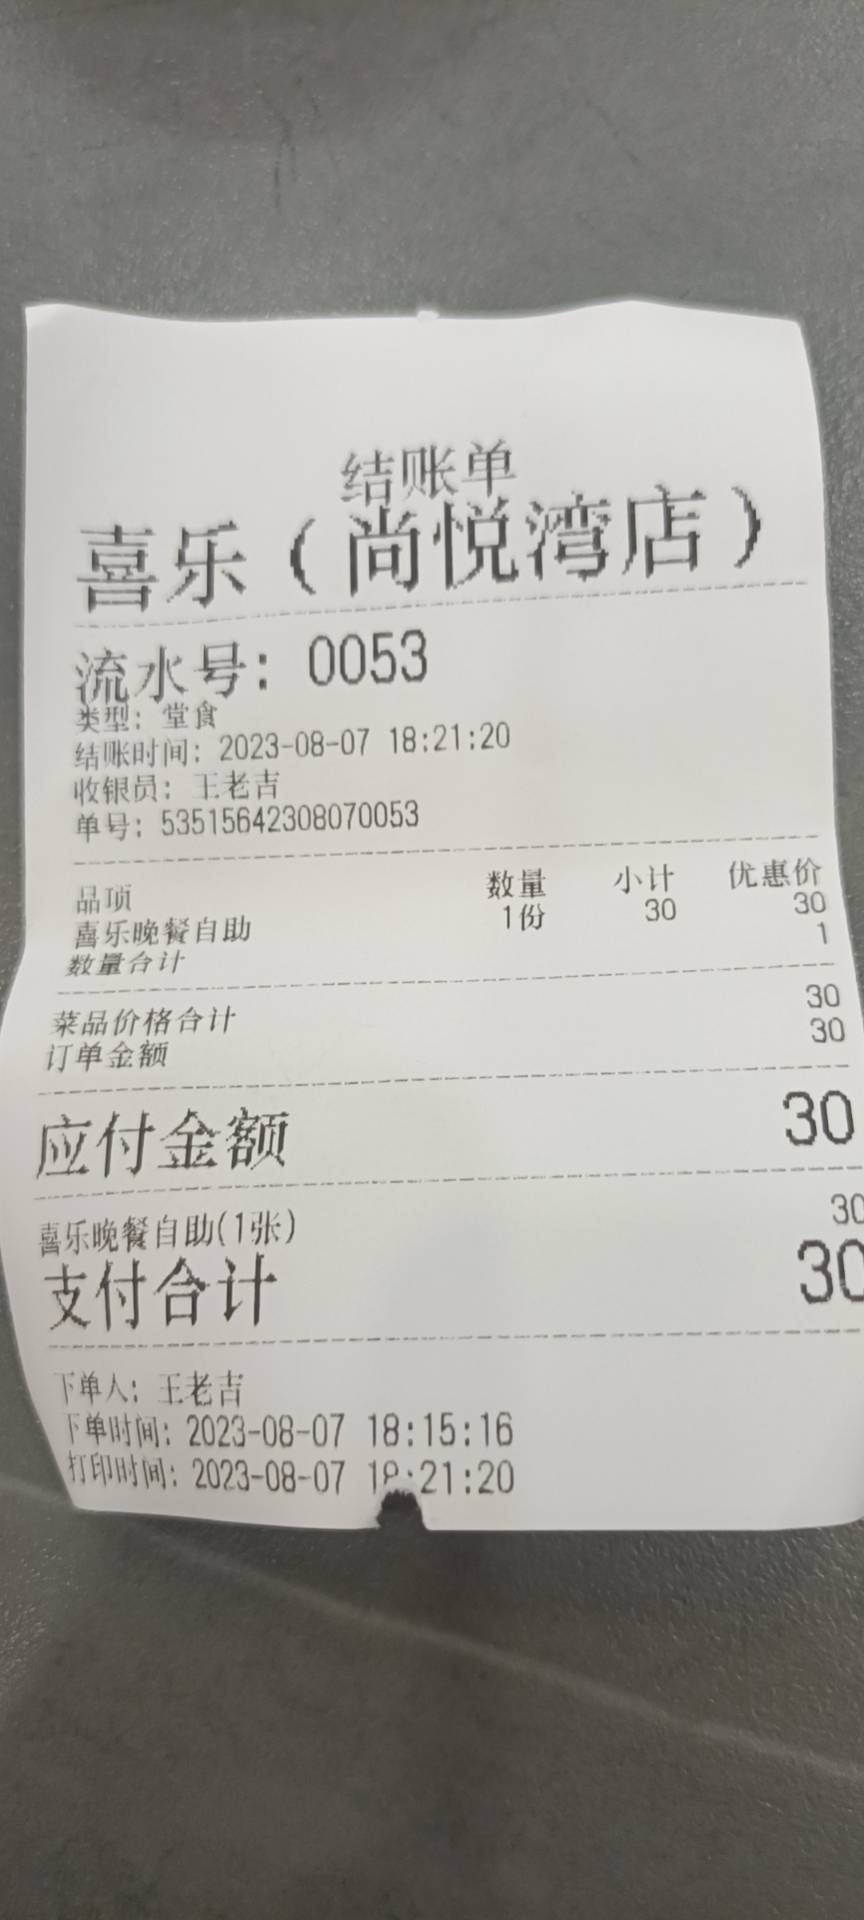 结账单
喜乐（尚悦湾店）
流水号: 0053
类型: 堂食
结账时间: 2023-08-07 18:21:20
收银员: 王老吉
单号: 53515642308070053
品项 数量 小计 优惠价
喜乐晚餐自助 1份 30 30
数量合计 1
菜品价格合计 30
订单金额 30
应付金额 30
喜乐晚餐自助(1张) 30
支付合计 30
下单人: 王老吉
下单时间: 2023-08-07 18:15:16
打印时间: 2023-08-07 18:21:20